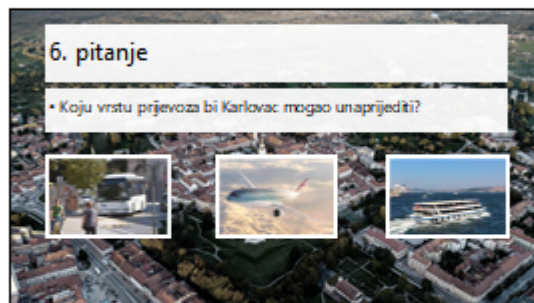 6. pitanje
• Koju vrstu prijevoza bi Karlovac mogao unaprijediti?